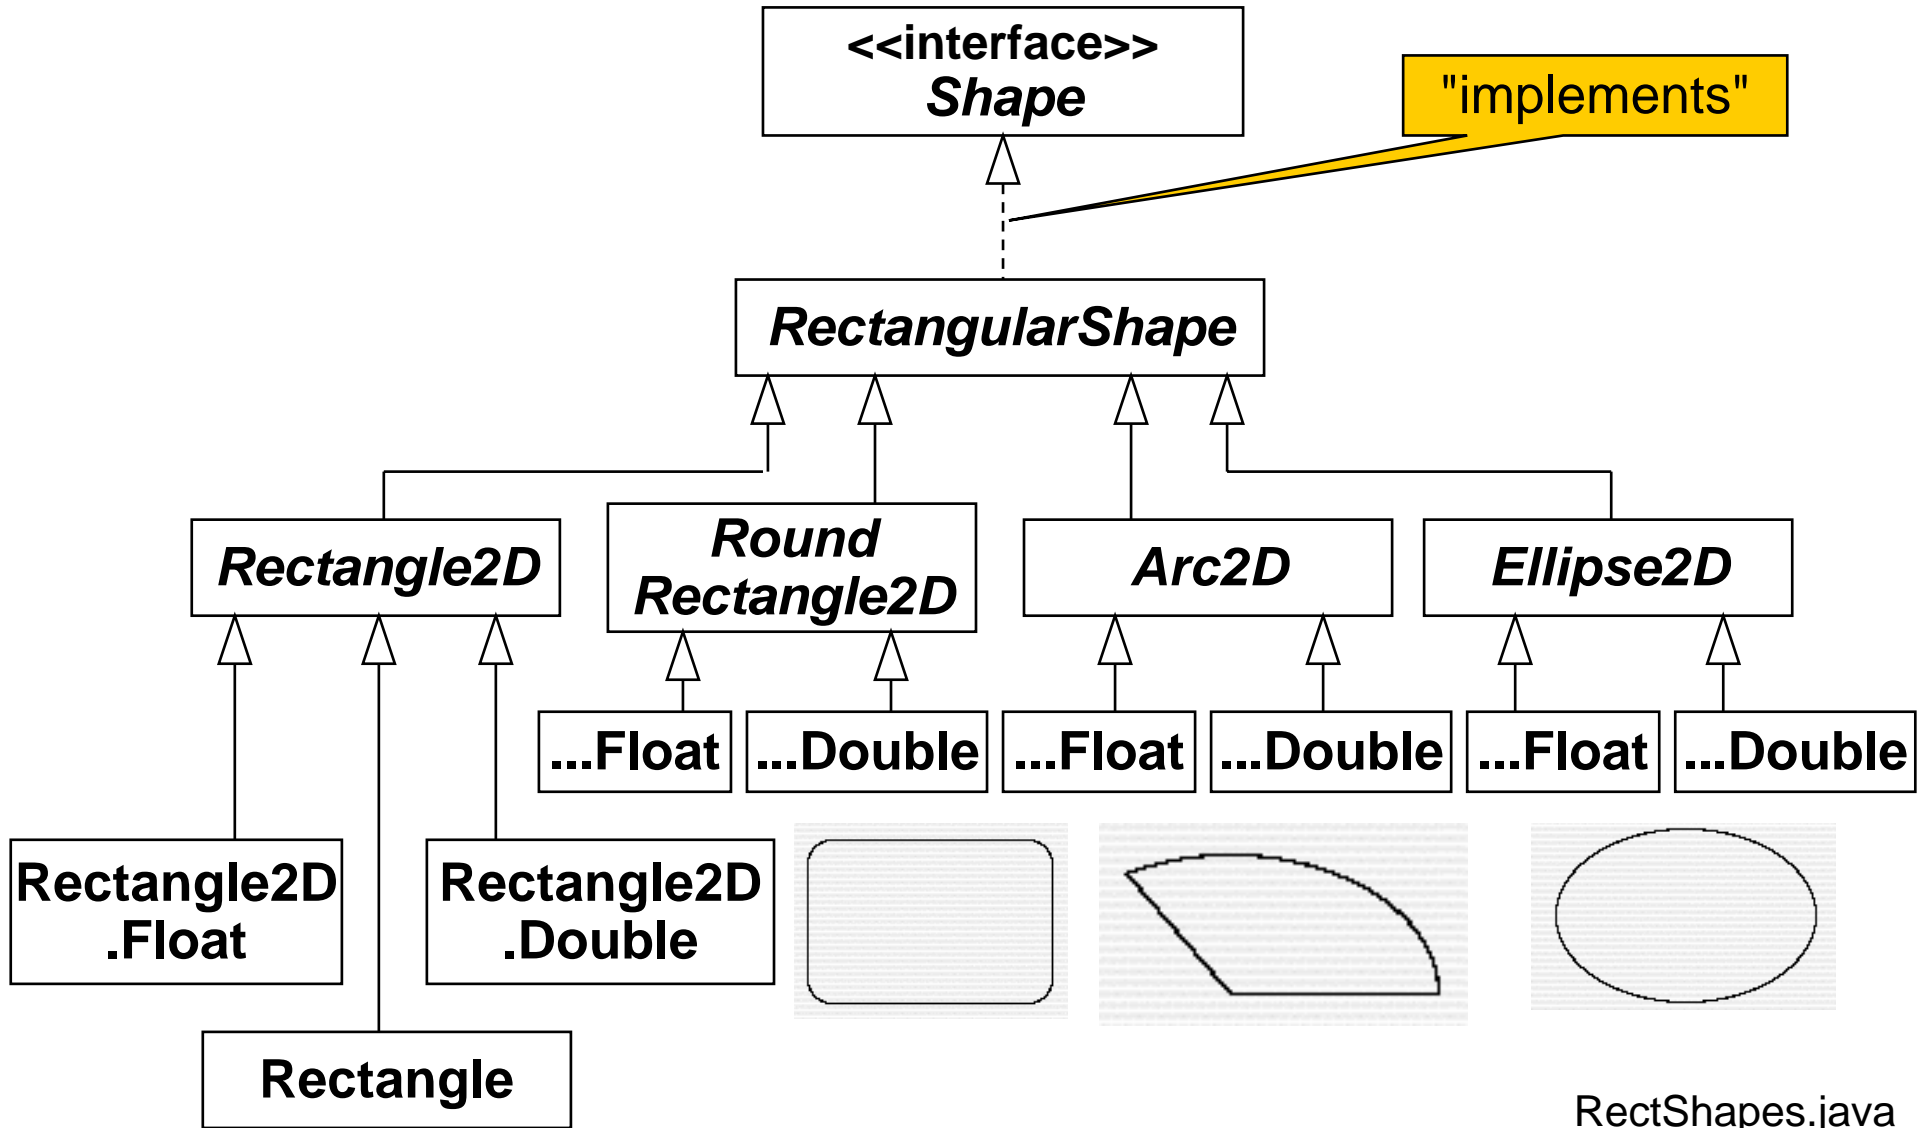 <<interface>>
Shape
"implements"
RectangularShape
Rectangle2D
Round
Rectangle2D
Arc2D
Ellipse2D
...Float
...Double
...Float
...Double
...Float
...Double
Rectangle2D
.Float
Rectangle2D
.Double
Rectangle
RectShapes.java